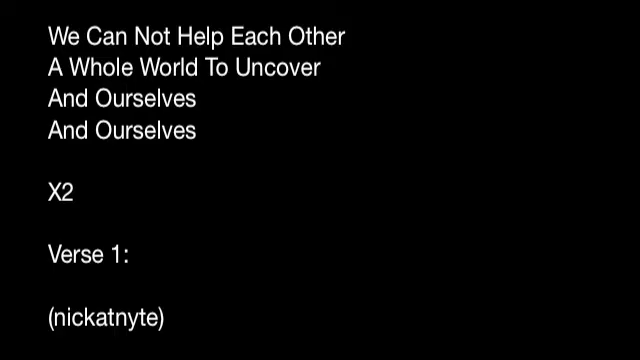 We Can Not Help Each Other
A Whole World To Uncover
And Ourselves
And Ourselves
X2
Verse 1:
(nickatnyte)